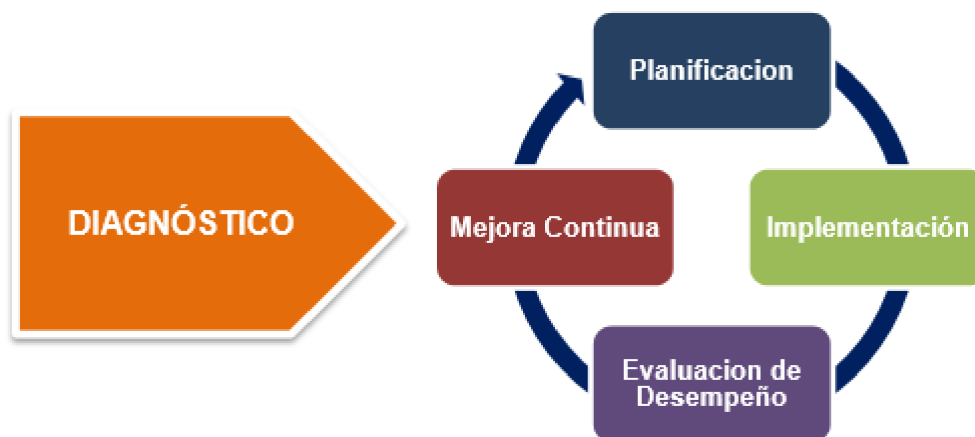 DIAGNÓSTICO
Planificacion
Implementación
Evaluacion de
Desempeño
Mejora Continua